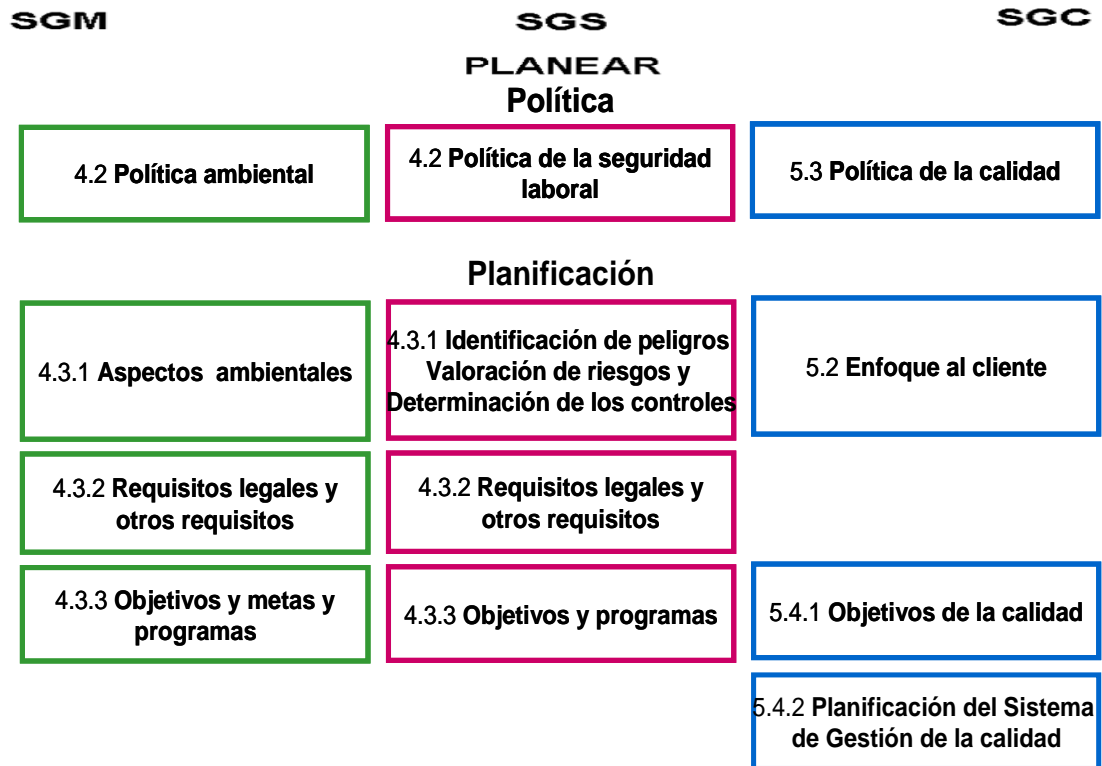 SGM
SGS
SGC
PLANEAR
Política
4.2 Política ambiental
4.2 Política de la seguridad
laboral
5.3 Política de la calidad
Planificación
4.3.1 Aspectos ambientales
4.3.1 Identificación de peligros
Valoración de riesgos y
Determinación de los controles
5.2 Enfoque al cliente
4.3.2 Requisitos legales y
otros requisitos
4.3.2 Requisitos legales y
otros requisitos
4.3.3 Objetivos y metas y
programas
4.3.3 Objetivos y programas
5.4.1 Objetivos de la calidad
5.4.2 Planificación del Sistema
de Gestión de la calidad